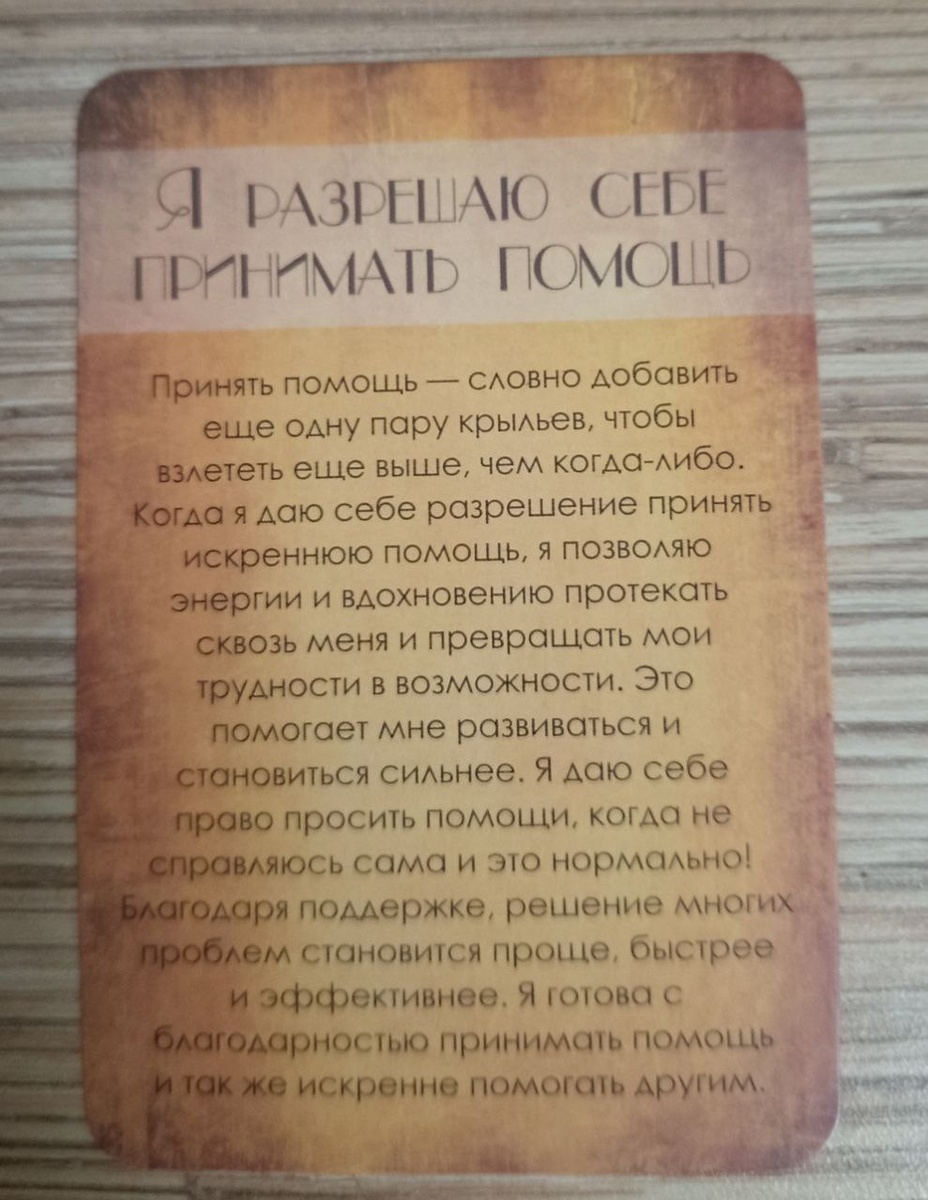 Я РАЗРЕШАЮ СЕБЕ
ПРИНИМАТЬ ПОМОЩЬ
Принять помощь — словно добавить
еще одну пару крыльев, чтобы
взлететь еще выше, чем когда-либо.
Когда я даю себе разрешение принять
искреннюю помощь, я позволяю
энергии и вдохновению протекать
сквозь меня и превращать мои
трудности в возможности. Это
помогает мне развиваться и
становиться сильнее. Я даю себе
право просить помощи, когда не
справляюсь сама и это нормально!
Благодаря поддержке, решение многих
проблем становится проще, быстрее
и эффективнее. Я готова с
благодарностью принимать помощь
и так же искренне помогать другим.